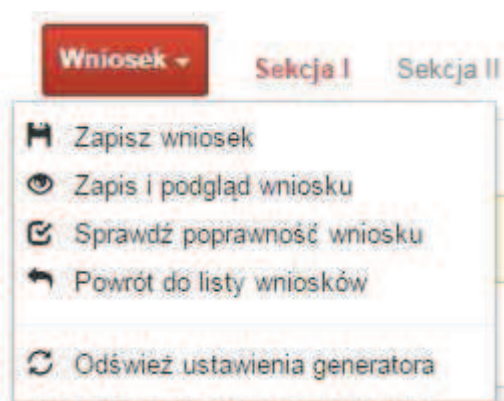 Wniosek Sekcja I Sekcja II
Zapisz wniosek
Zapis i podgląd wniosku
Sprawdź poprawność wniosku
Powrót do listy wniosków
Odśwież ustawienia generatora